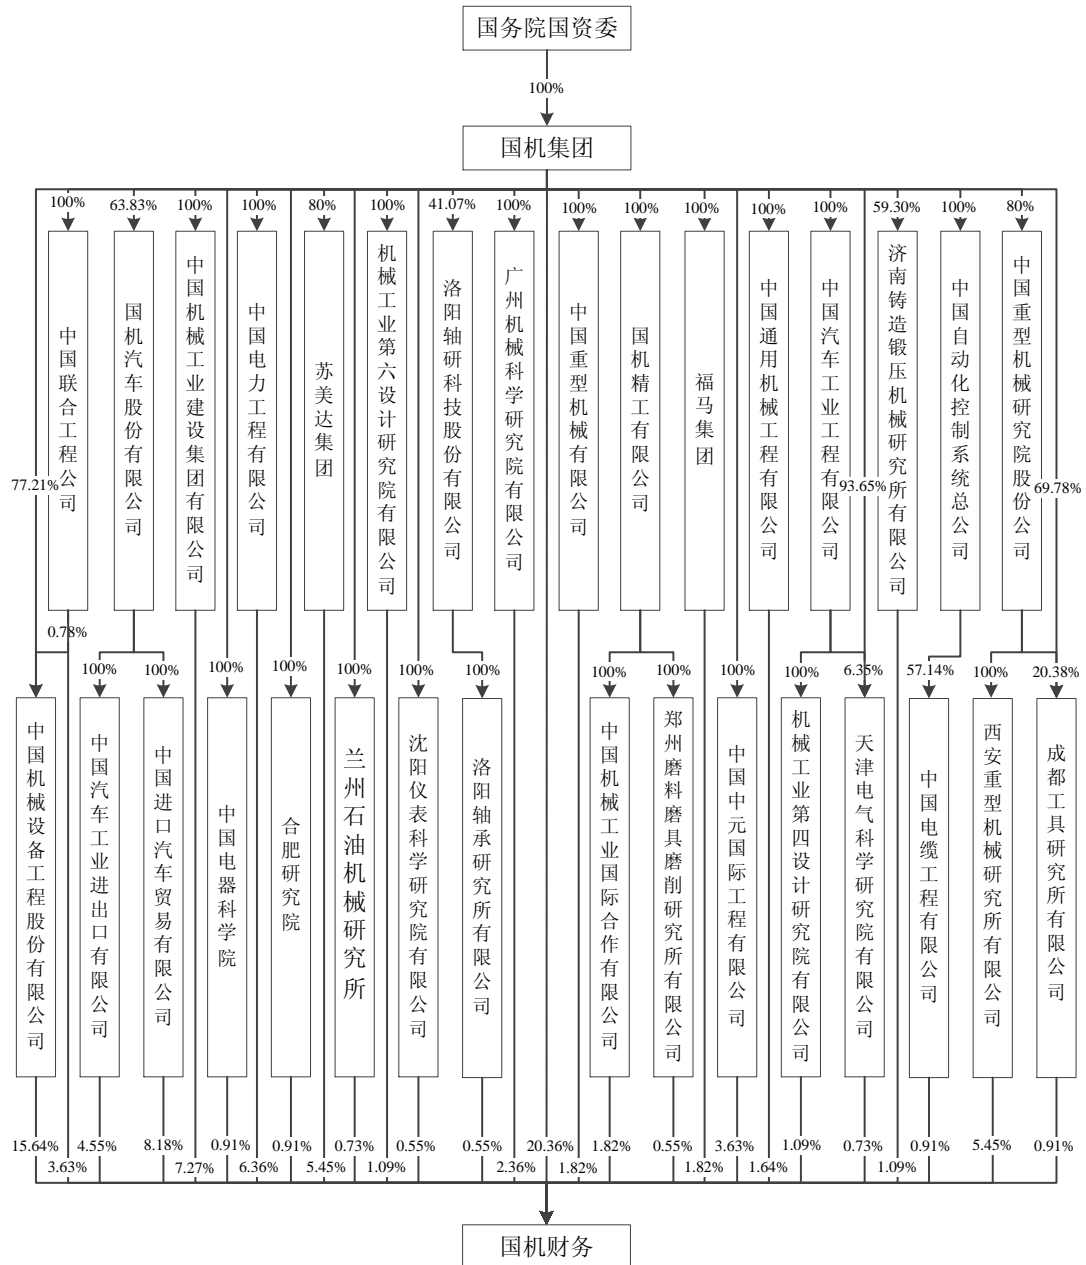 国务院国资委
100%
国机集团
100%
63.83%
100%
100%
80%
100%
41.07%
100%
100%
100%
100%
100%
100%
59.30%
100%
80%
中国联合工程公司
国机汽车股份有限公司
中国机械工业建设集团有限公司
中国电力工程有限公司
苏美达集团
机械工业第六设计研究院有限公司
洛阳轴研科技股份有限公司
广州机械科学研究院有限公司
中国重型机械有限公司
国机精工有限公司
福马集团
中国通用机械工程有限公司
中国汽车工业工程有限公司
济南铸造锻压机械研究所有限公司
中国自动化控制系统总公司
中国重型机械研究院股份公司
77.21%
93.65%
69.78%
0.78%
100%
100%
100%
100%
100%
100%
100%
100%
100%
100%
100%
6.35%
57.14%
100%
20.38%
中国机械设备工程股份有限公司
中国汽车工业进出口有限公司
中国进口汽车贸易有限公司
中国电器科学院
合肥研究院
兰州石油机械研究所
沈阳仪表科学研究院有限公司
洛阳轴承研究所有限公司
中国机械工业国际合作有限公司
郑州磨料磨具磨削研究所有限公司
中国中元国际工程有限公司
机械工业第四设计研究院有限公司
天津电气科学研究院有限公司
中国电缆工程有限公司
西安重型机械研究所有限公司
成都工具研究所有限公司
15.64%
4.55%
8.18%
0.91%
0.91%
0.73%
0.55%
0.55%
20.36%
1.82%
0.55%
3.63%
1.09%
0.73%
0.91%
5.45%
0.91%
3.63%
7.27%
6.36%
5.45%
1.09%
2.36%
1.82%
1.82%
1.64%
1.09%
国机财务